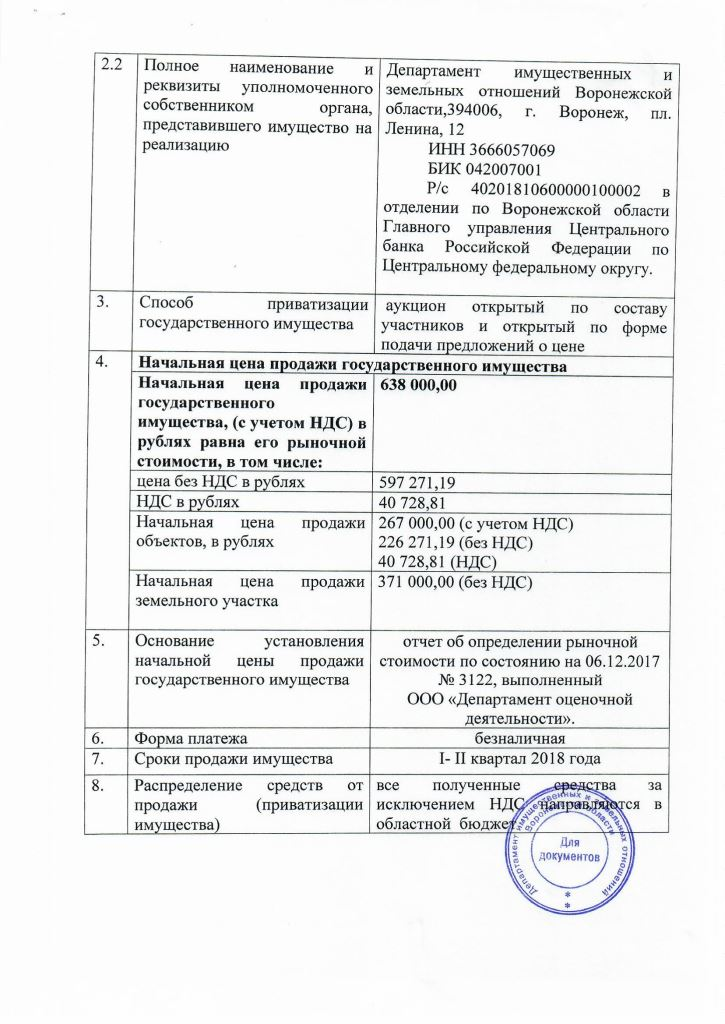 2.2 Полное наименование и
реквизиты уполномоченного
собственником органа,
представившего имущество на
реализацию
Департамент имущественных и
земельных отношений Воронежской
области,394006, г. Воронеж, пл.
Ленина, 12
ИНН 3666057069
БИК 042007001
Р/с 40201810600000100002 в
отделении по Воронежской области
Главного управления Центрального
банка Российской Федерации по
Центральному федеральному округу.
3. Способ приватизации
государственного имущества
аукцион открытый по составу
участников и открытый по форме
подачи предложений о цене
4. Начальная цена продажи государственного имущества
Начальная цена продажи
государственного
имущества, (с учетом НДС) в
рублях равна его рыночной
стоимости, в том числе:
638 000,00
цена без НДС в рублях
597 271,19
НДС в рублях
40 728,81
Начальная цена продажи
объектов, в рублях
267 000,00 (с учетом НДС)
226 271,19 (без НДС)
40 728,81 (НДС)
Начальная цена продажи
земельного участка
371 000,00 (без НДС)
5. Основание установления
начальной цены продажи
государственного имущества
отчет об определении рыночной
стоимости по состоянию на 06.12.2017
№ 3122, выполненный
ООО «Департамент оценочной
деятельности».
6. Форма платежа
безналичная
7. Сроки продажи имущества
I- II квартал 2018 года
8. Распределение средств от
продажи (приватизации
имущества)
все полученные средства за
исключением НДС направляются в
областной бюджет.
Департамент имущественных и земельных отношений
Воронежской области
Для
документов